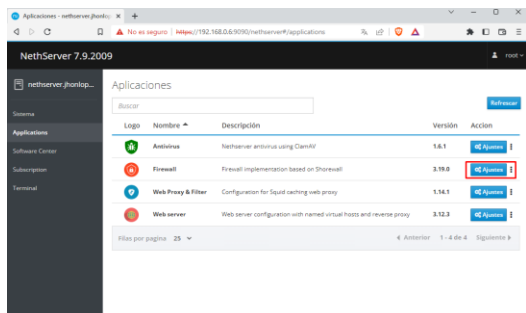 Aplicaciones - nethserver.jhonlop
No es seguro | https://192.168.0.6:9090/nethserver#/applications
NethServer 7.9.2009
root
nethserver.jhonlop...
Aplicaciones
Buscar
Refrescar
Sistema
Applications
Software Center
Subscription
Terminal
Logo Nombre Descripción Versión Accion
Antivirus Nethserver antivirus using ClamAV 1.6.1 Ajustes
Firewall Firewall implementation based on Shorewall 3.19.0 Ajustes
Web Proxy & Filter Configuration for Squid caching web proxy 1.14.1 Ajustes
Web server Web server configuration with named virtual hosts and reverse proxy 3.12.3 Ajustes
Filas por pagina 25 Anterior 1 - 4 de 4 Siguiente